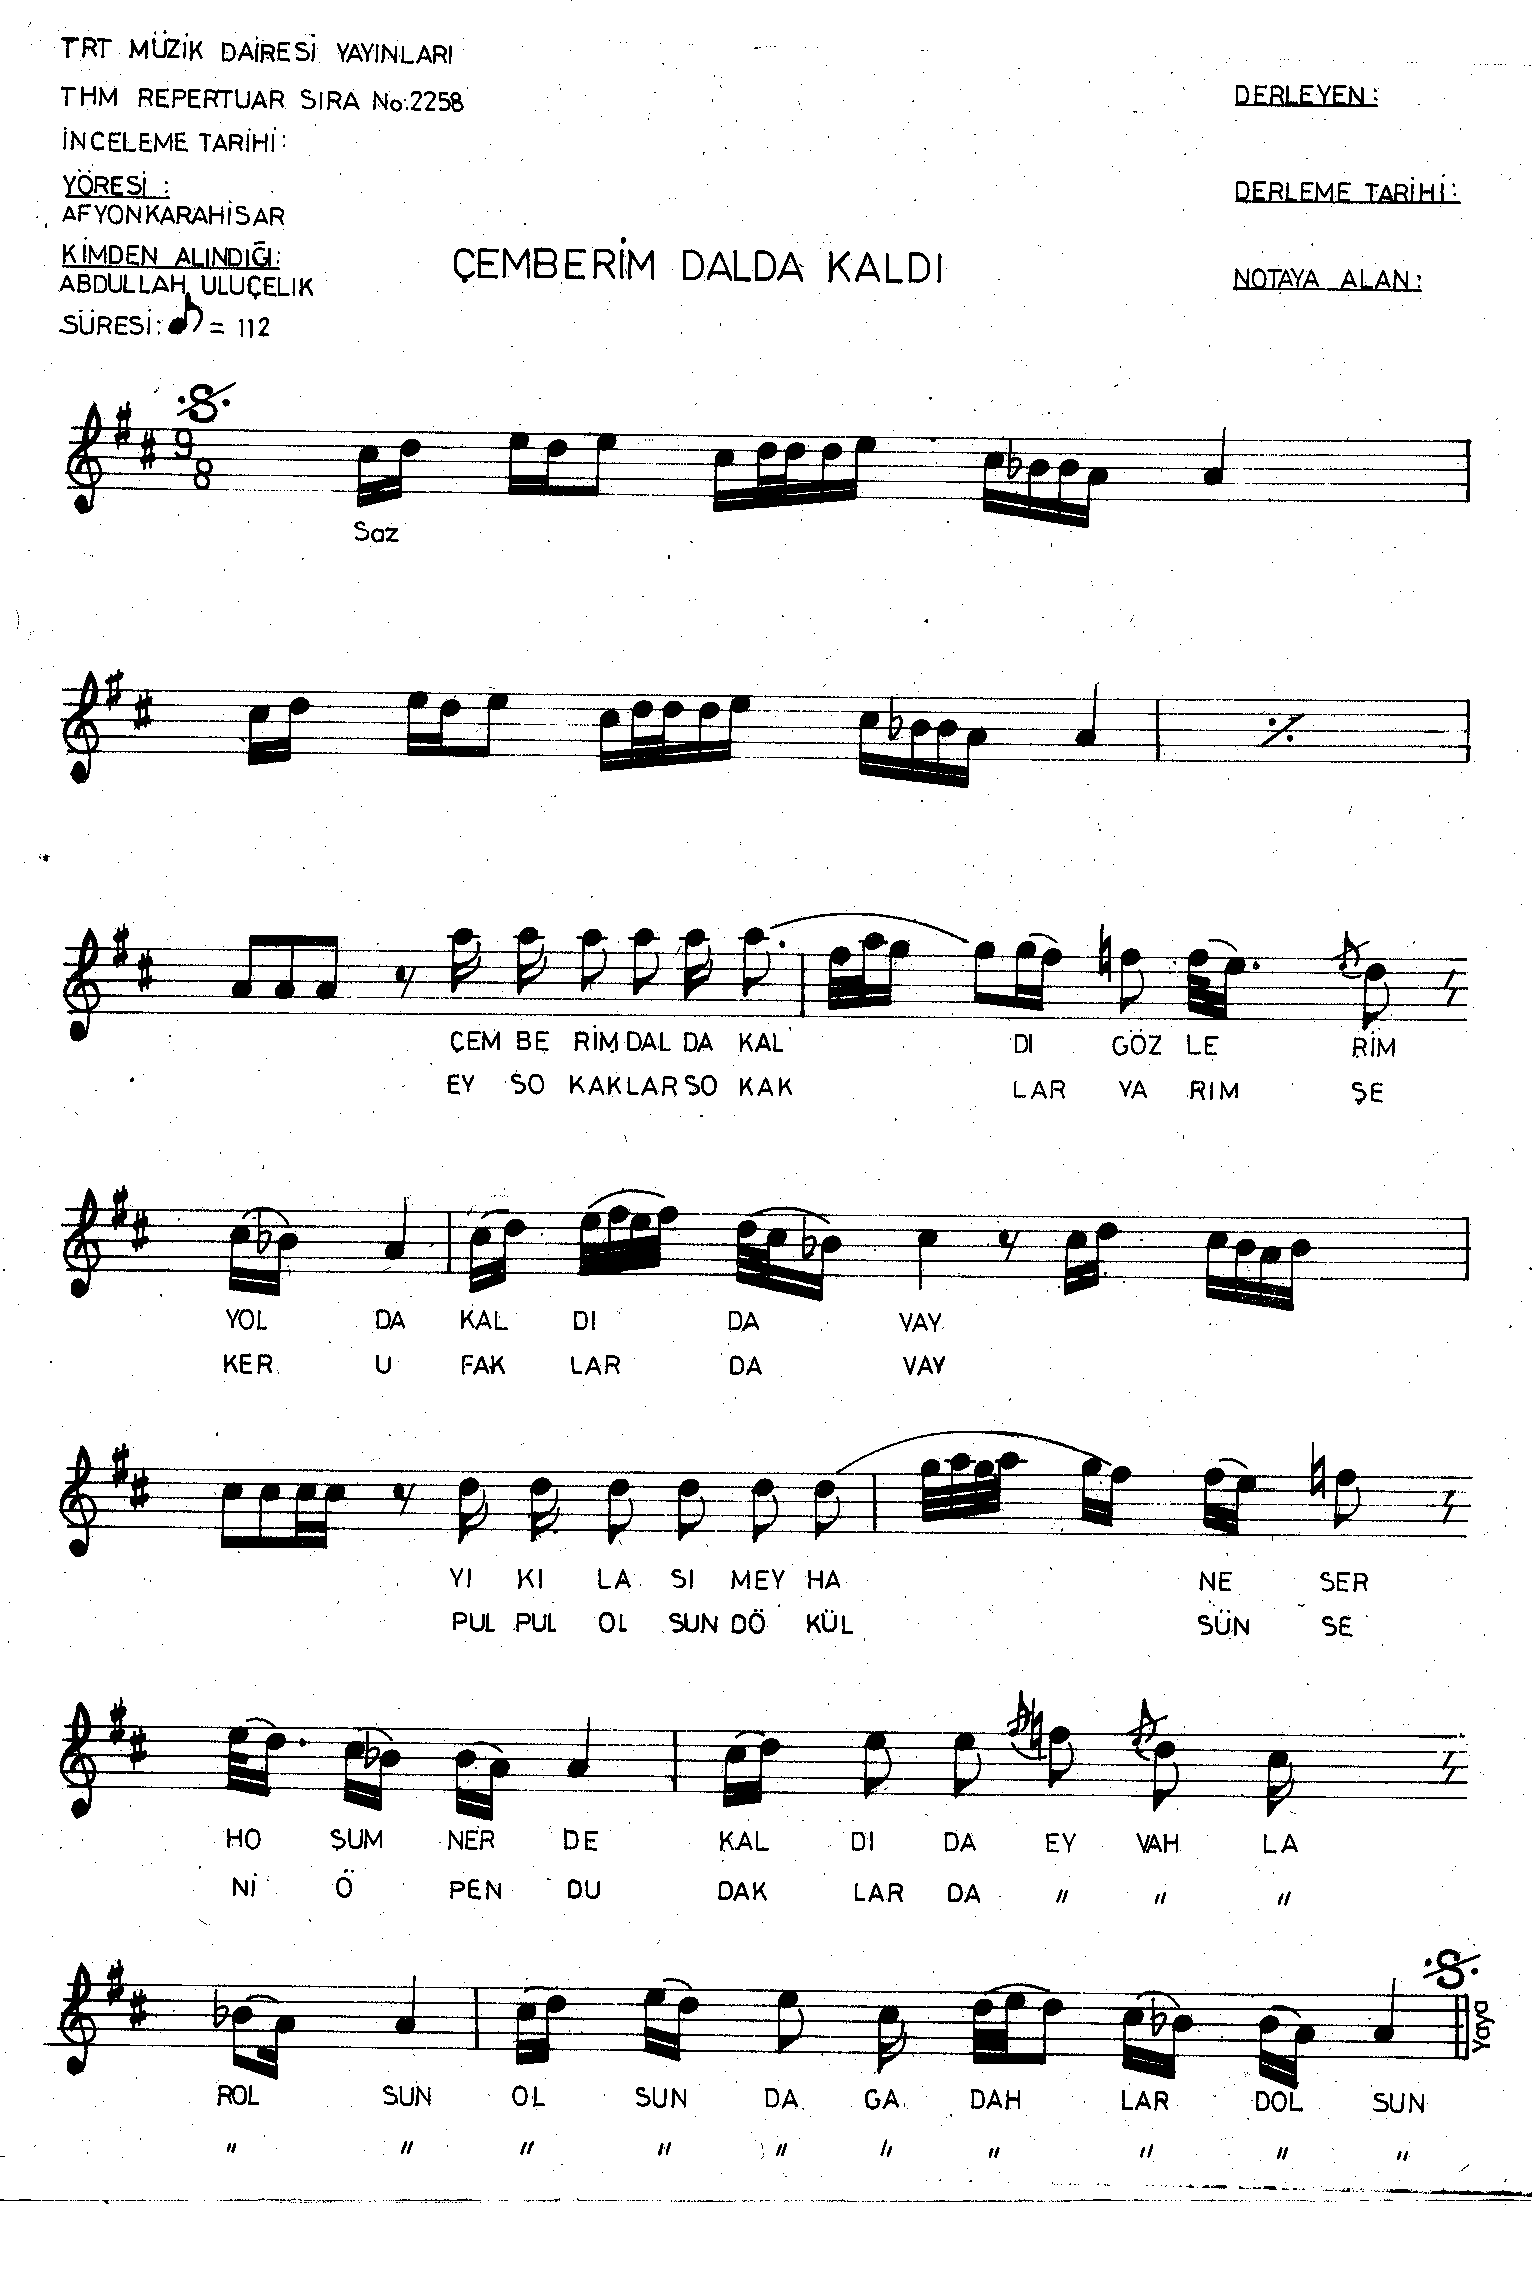 TRT MÜZİK DAİRESİ YAYINLARI
THM REPERTUAR SIRA No:2258
İNCELEME TARİHİ:
YÖRESİ :
AFYONKARAHİSAR
KİMDEN ALINDIĞI:
ABDULLAH ULUÇELIK
SÜRESİ: ♪ = 112
DERLEYEN :
DERLEME TARİHİ :
NOTAYA ALAN :
ÇEMBERİM DALDA KALDI
9
8
Saz
ÇEM BE RİM DAL DA KAL DI GÖZ LE RİM
EY SO KAK LAR SO KAK LAR YA RIM ŞE
YOL DA KAL DI DA VAY
KER U FAK LAR DA VAY
YI KI LA SI MEY HA NE SER
PUL PUL OL SUN DÖ KÜL SÜN SE
HO ŞUM NER DE KAL DI DA EY VAH LA
Nİ Ö PEN DU DAK LAR DA " " "
ROL SUN OL SUN DA GA DAH LAR DOL SUN
" " " " " " " " " "
Yaya